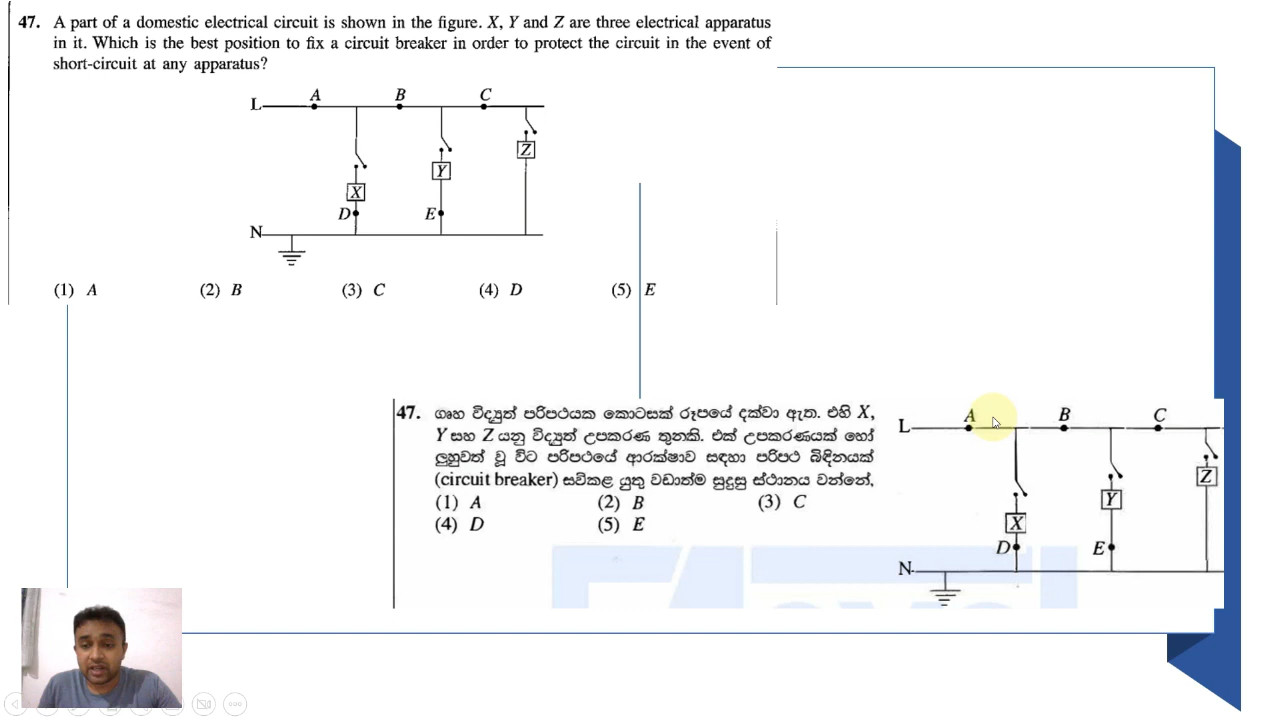 47. A part of a domestic electrical circuit is shown in the figure. X, Y and Z are three electrical apparatus
in it. Which is the best position to fix a circuit breaker in order to protect the circuit in the event of
short-circuit at any apparatus?
L A B C
X Y Z
D E
N
(1) A (2) B (3) C (4) D (5) E
47. ගෘහ විද්‍යුත් පරිපථයක කොටසක් රූපයේ දක්වා ඇත. එහි X,
Y සහ Z යනු විද්‍යුත් උපකරණ තුනකි. එක් උපකරණයක් හෝ
ලුහුවත් වූ විට පරිපථයේ ආරක්ෂාව සඳහා පරිපථ බිඳිනයක්
(circuit breaker) සවිකළ යුතු වඩාත්ම සුදුසු ස්ථානය වන්නේ,
(1) A (2) B (3) C
(4) D (5) E
L A B C
X Y Z
D E
N